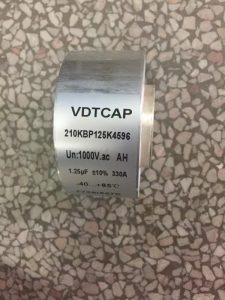 VDTCAP
210KBP125K4596
Un:1000V.ac AH
1.25μF ±10% 330A
-40...+85℃